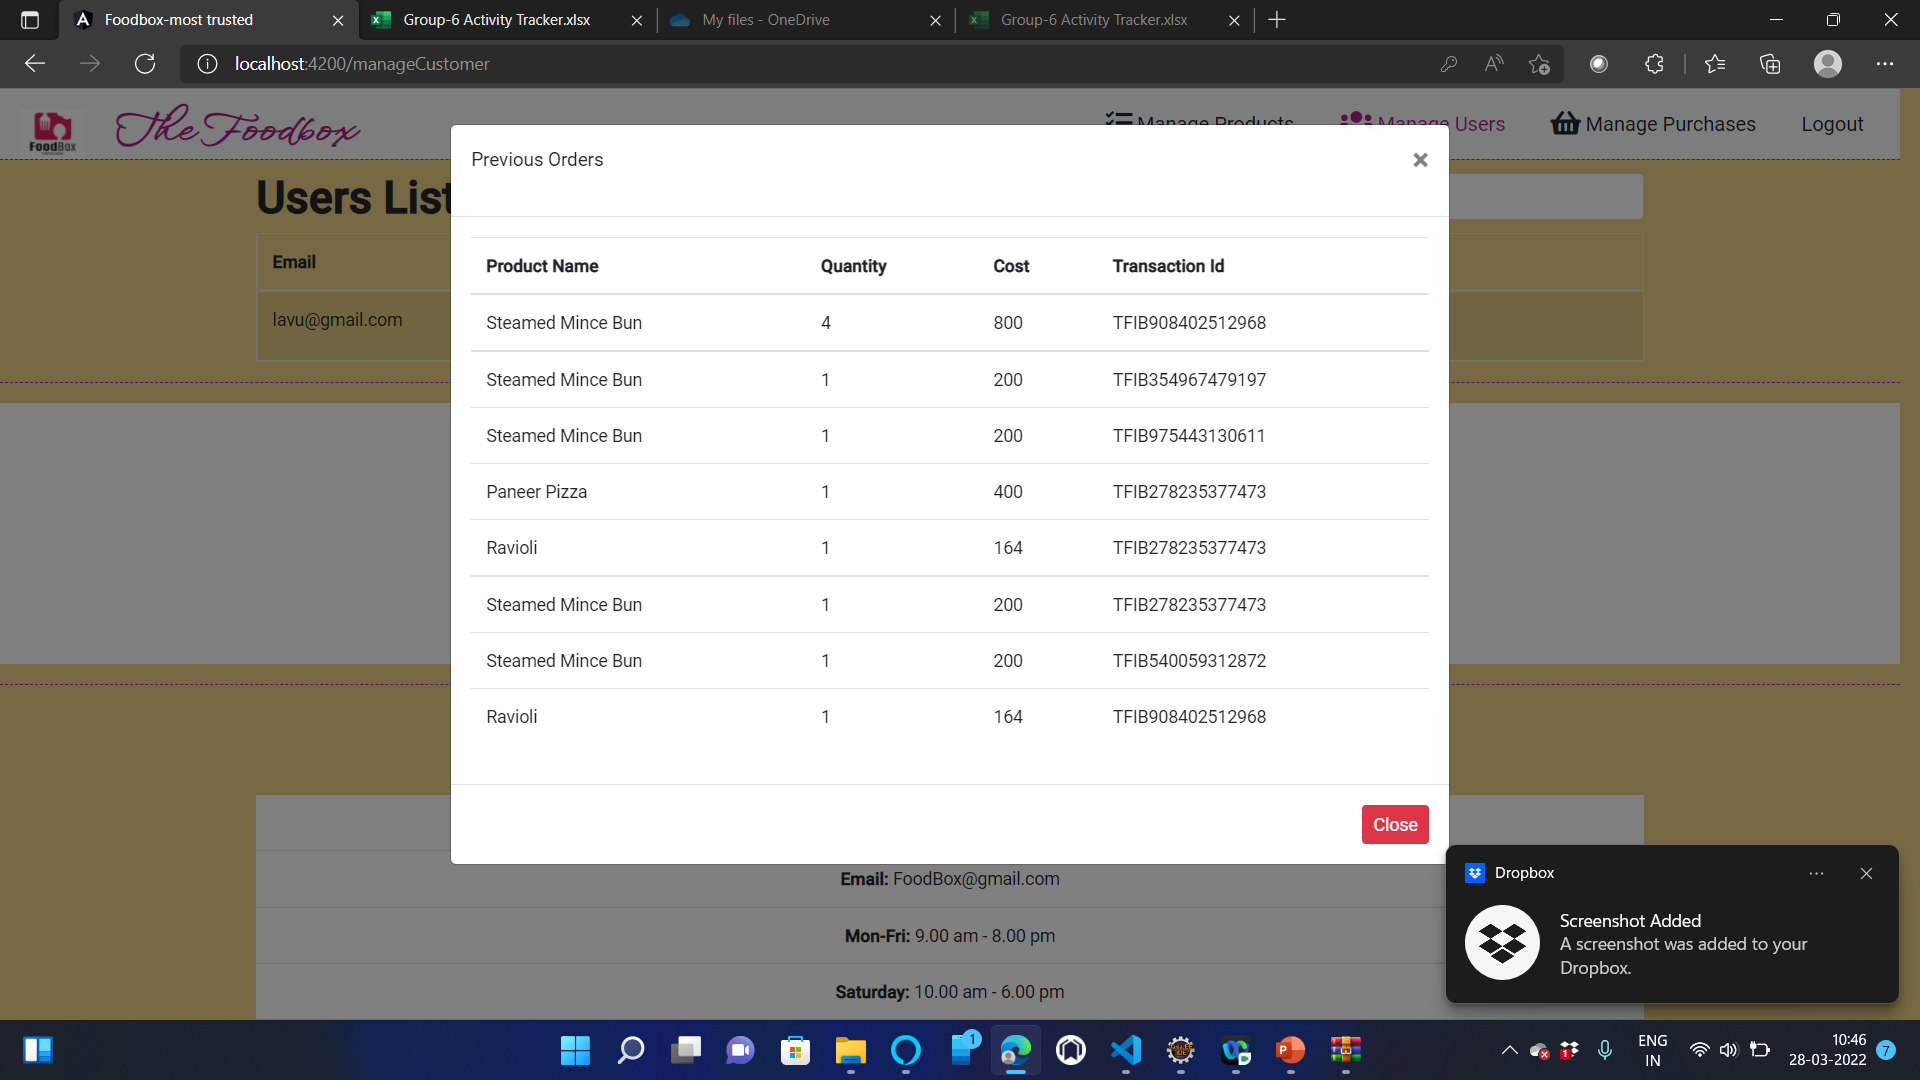 Foodbox-most trusted
Group-6 Activity Tracker.xlsx
My files - OneDrive
Group-6 Activity Tracker.xlsx
localhost:4200/manageCustomer
FoodBox
The Foodbox
Manage Products
Manage Users
Manage Purchases
Logout
Previous Orders
Users List
Email
lavu@gmail.com
Product Name Quantity Cost Transaction Id
Steamed Mince Bun 4 800 TFIB908402512968
Steamed Mince Bun 1 200 TFIB354967479197
Steamed Mince Bun 1 200 TFIB975443130611
Paneer Pizza 1 400 TFIB278235377473
Ravioli 1 164 TFIB278235377473
Steamed Mince Bun 1 200 TFIB278235377473
Steamed Mince Bun 1 200 TFIB540059312872
Ravioli 1 164 TFIB908402512968
Close
Email: FoodBox@gmail.com
Mon-Fri: 9.00 am - 8.00 pm
Saturday: 10.00 am - 6.00 pm
Dropbox
Screenshot Added
A screenshot was added to your
Dropbox.
1
1
ENG
IN
10:46
28-03-2022
7